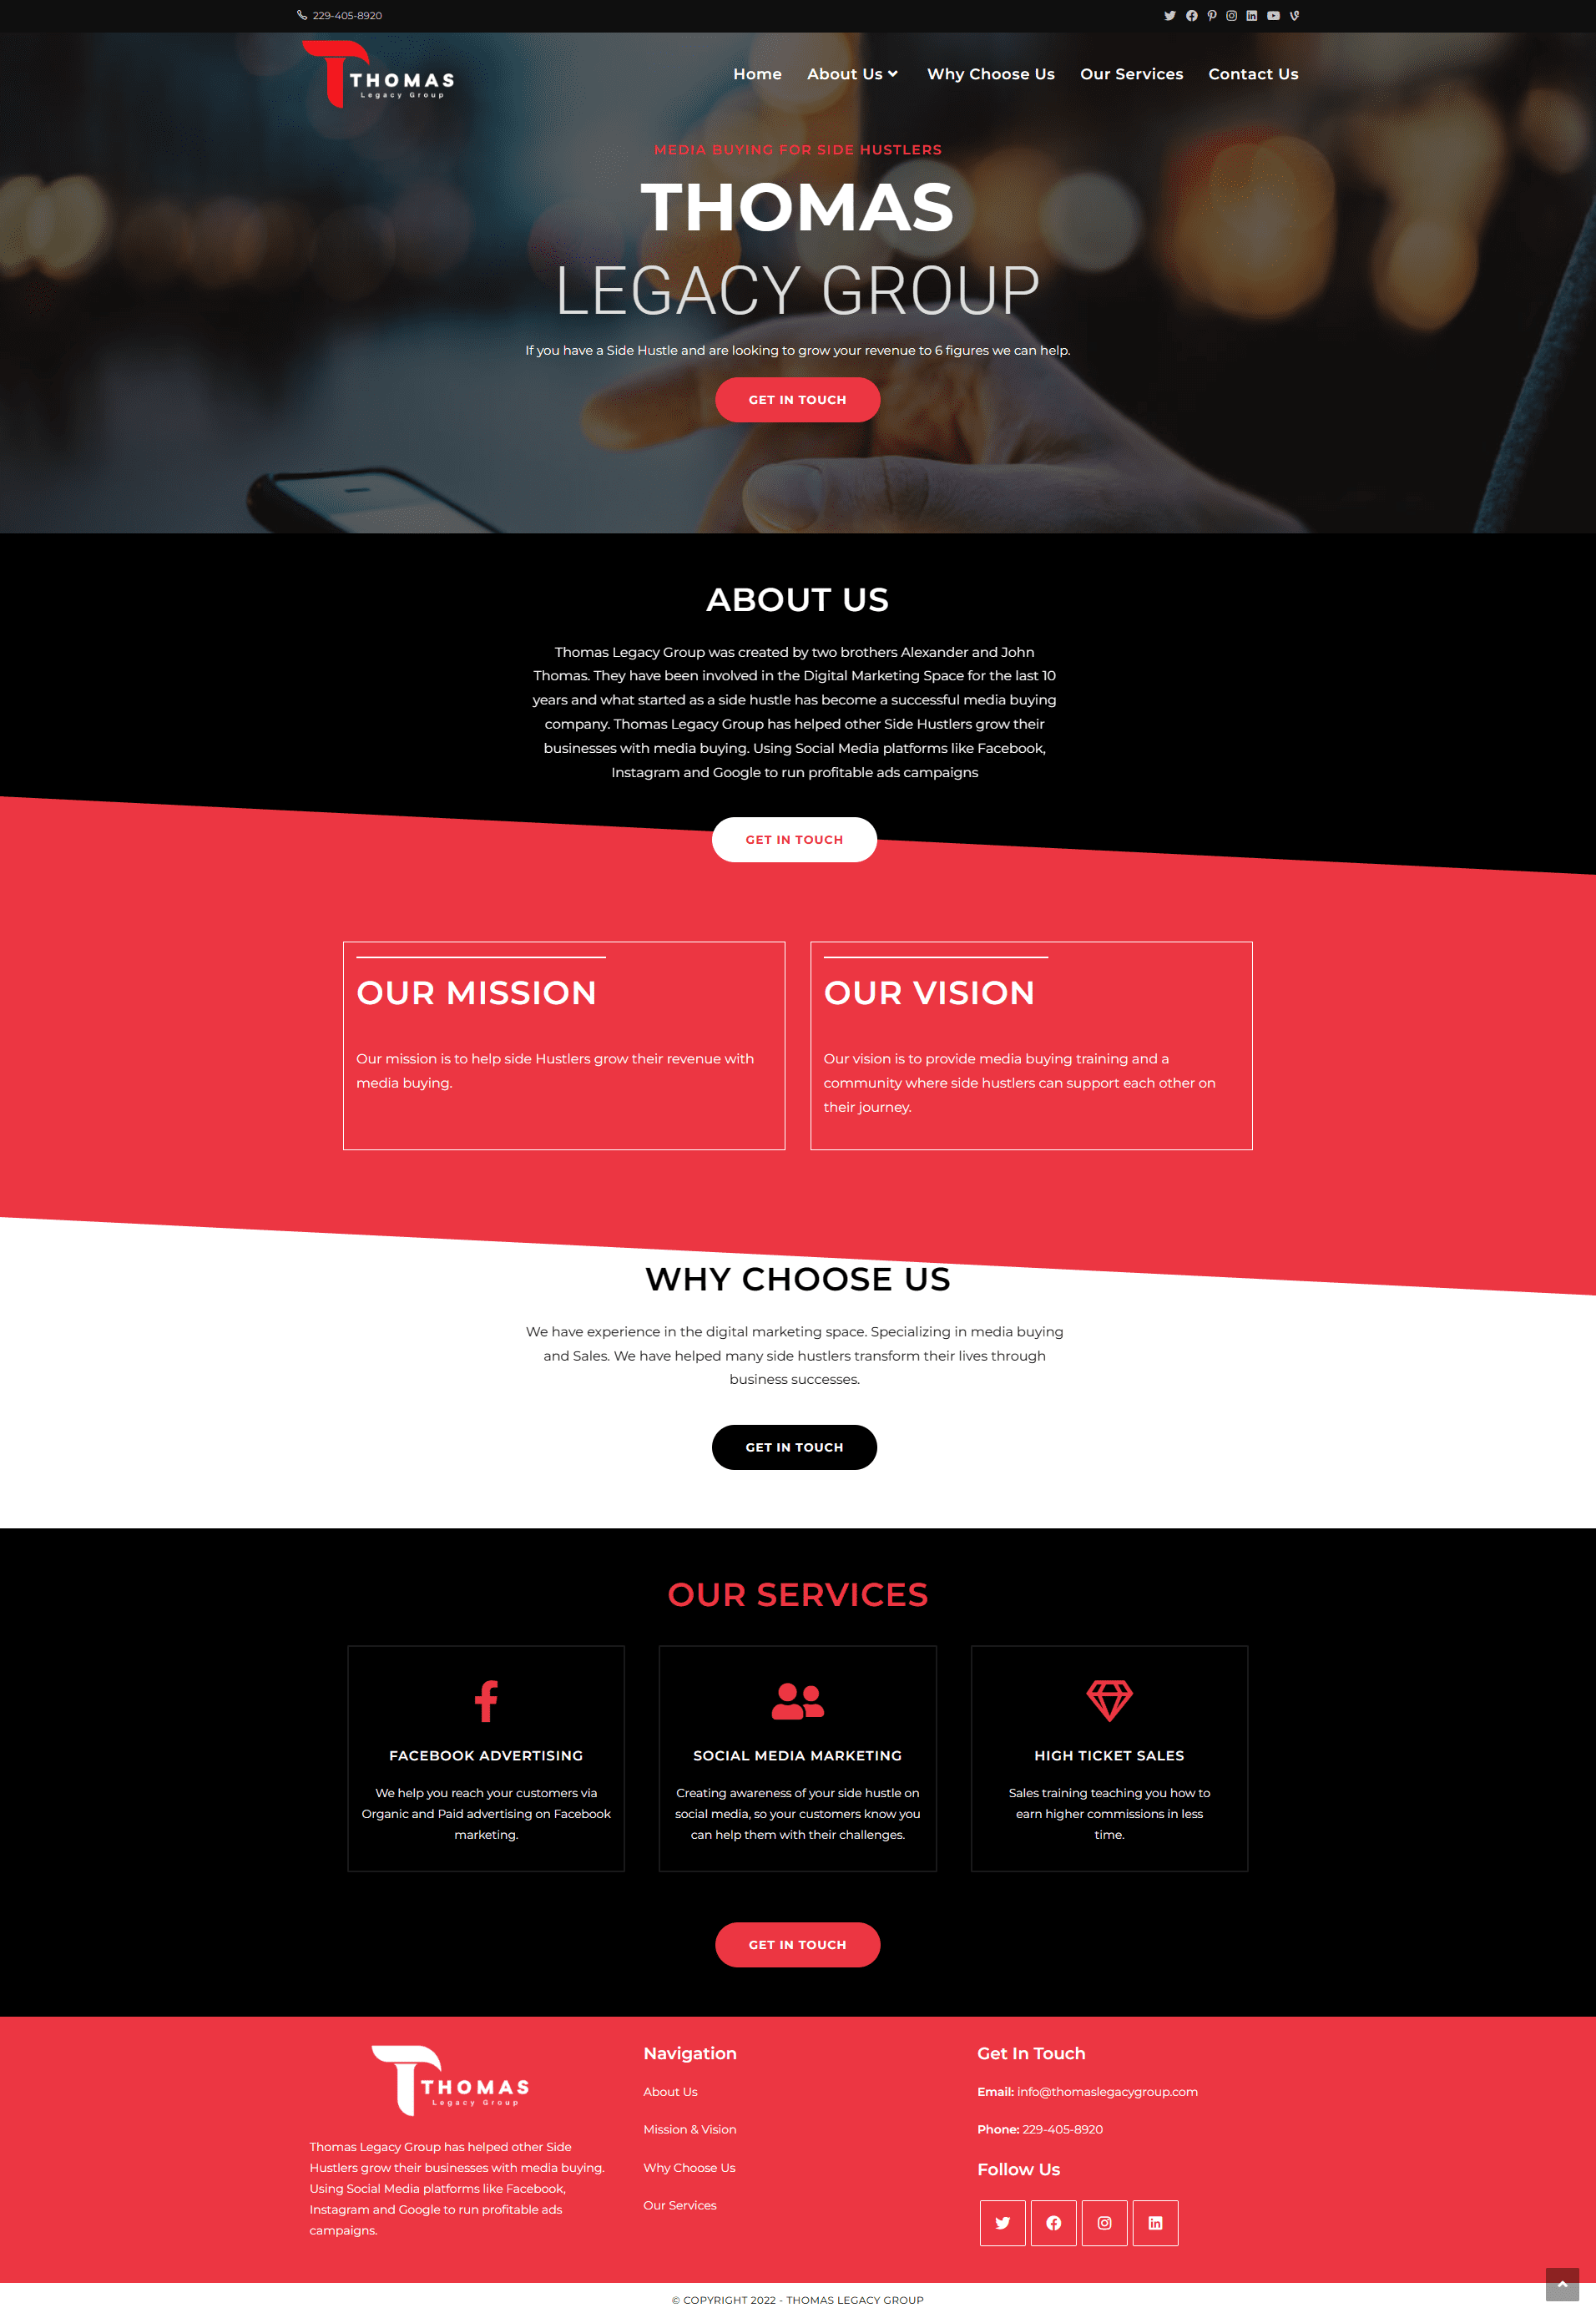 229-405-8920
THOMAS
Legacy Group
Home About Us Why Choose Us Our Services Contact Us
MEDIA BUYING FOR SIDE HUSTLERS
THOMAS
LEGACY GROUP
If you have a Side Hustle and are looking to grow your revenue to 6 figures we can help.
GET IN TOUCH
ABOUT US
Thomas Legacy Group was created by two brothers Alexander and John
Thomas. They have been involved in the Digital Marketing Space for the last 10
years and what started as a side hustle has become a successful media buying
company. Thomas Legacy Group has helped other Side Hustlers grow their
businesses with media buying. Using Social Media platforms like Facebook,
Instagram and Google to run profitable ads campaigns
GET IN TOUCH
OUR MISSION
Our mission is to help side Hustlers grow their revenue with
media buying.
OUR VISION
Our vision is to provide media buying training and a
community where side hustlers can support each other on
their journey.
WHY CHOOSE US
We have experience in the digital marketing space. Specializing in media buying
and Sales. We have helped many side hustlers transform their lives through
business successes.
GET IN TOUCH
OUR SERVICES
FACEBOOK ADVERTISING
We help you reach your customers via
Organic and Paid advertising on Facebook
marketing.
SOCIAL MEDIA MARKETING
Creating awareness of your side hustle on
social media, so your customers know you
can help them with their challenges.
HIGH TICKET SALES
Sales training teaching you how to
earn higher commissions in less
time.
GET IN TOUCH
THOMAS
Legacy Group
Thomas Legacy Group has helped other Side
Hustlers grow their businesses with media buying.
Using Social Media platforms like Facebook,
Instagram and Google to run profitable ads
campaigns.
Navigation
About Us
Mission & Vision
Why Choose Us
Our Services
Get In Touch
Email: info@thomaslegacygroup.com
Phone: 229-405-8920
Follow Us
© COPYRIGHT 2022 - THOMAS LEGACY GROUP